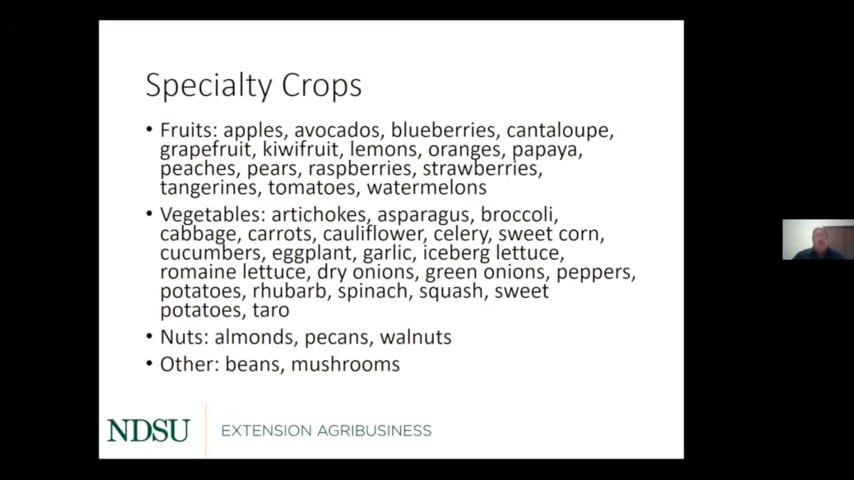 Specialty Crops
• Fruits: apples, avocados, blueberries, cantaloupe,
grapefruit, kiwifruit, lemons, oranges, papaya,
peaches, pears, raspberries, strawberries,
tangerines, tomatoes, watermelons
• Vegetables: artichokes, asparagus, broccoli,
cabbage, carrots, cauliflower, celery, sweet corn,
cucumbers, eggplant, garlic, iceberg lettuce,
romaine lettuce, dry onions, green onions, peppers,
potatoes, rhubarb, spinach, squash, sweet
potatoes, taro
• Nuts: almonds, pecans, walnuts
• Other: beans, mushrooms
NDSU EXTENSION AGRIBUSINESS